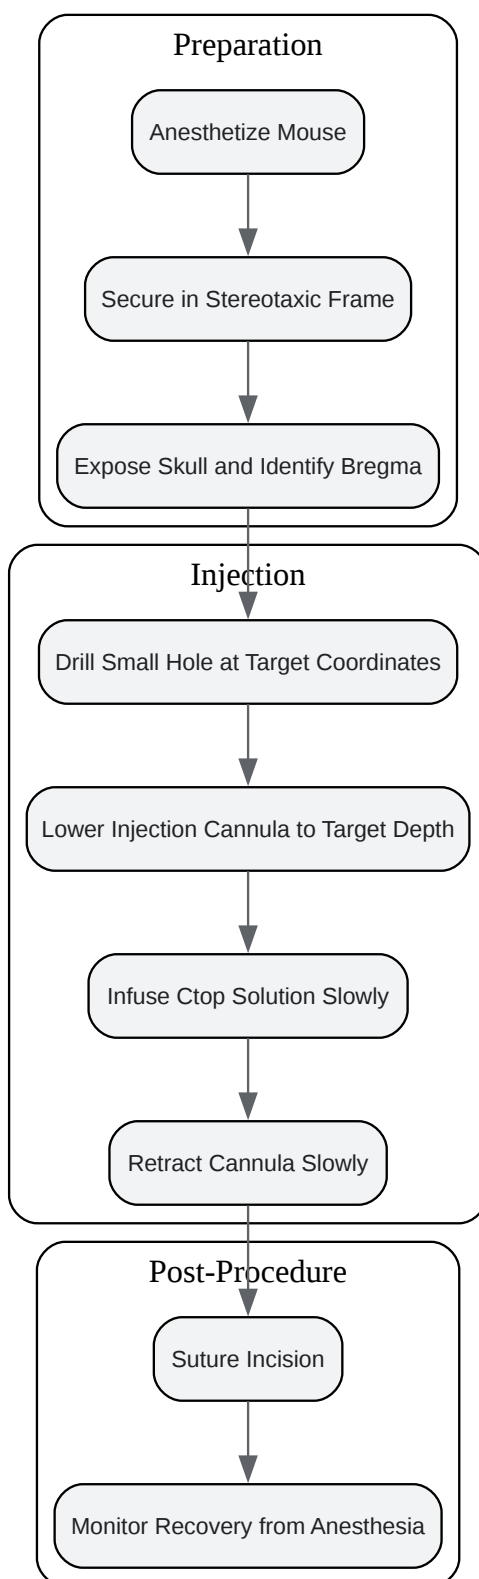 Preparation
Anesthetize Mouse
Secure in Stereotaxic Frame
Expose Skull and Identify Bregma
Injection
Drill Small Hole at Target Coordinates
Lower Injection Cannula to Target Depth
Infuse Ctop Solution Slowly
Retract Cannula Slowly
Post-Procedure
Suture Incision
Monitor Recovery from Anesthesia